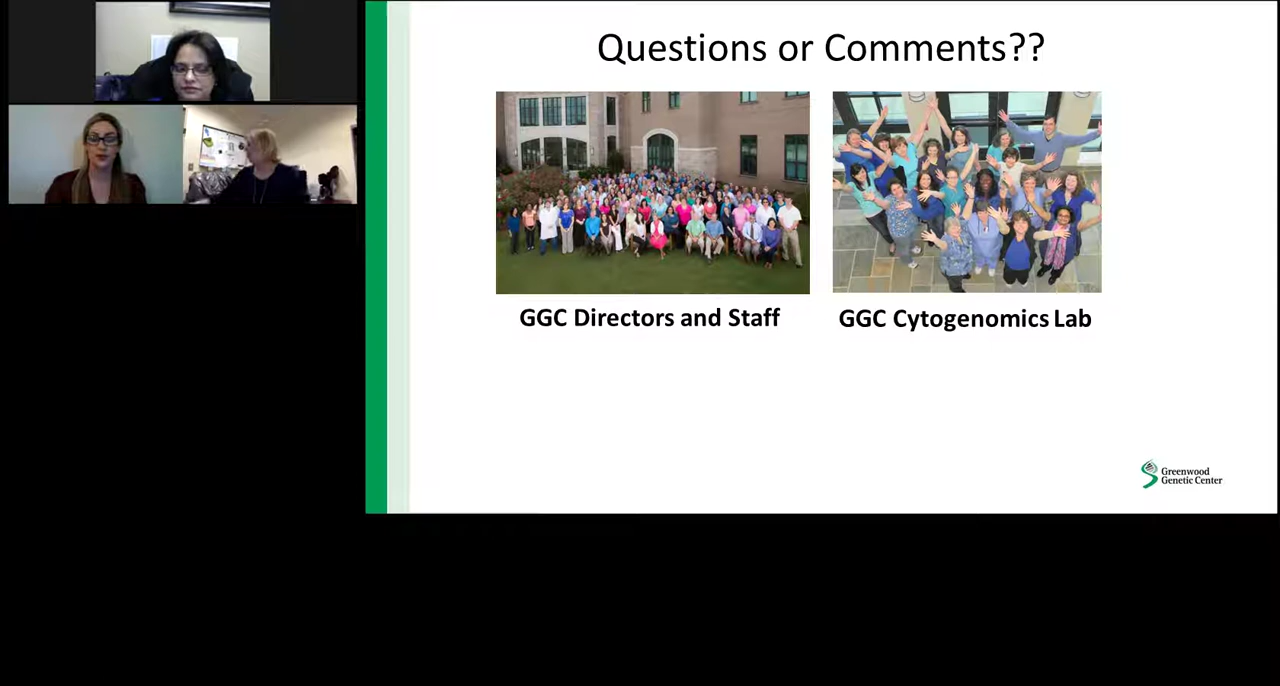 Questions or Comments??
GGC Directors and Staff
GGC Cytogenomics Lab
Greenwood
Genetic Center